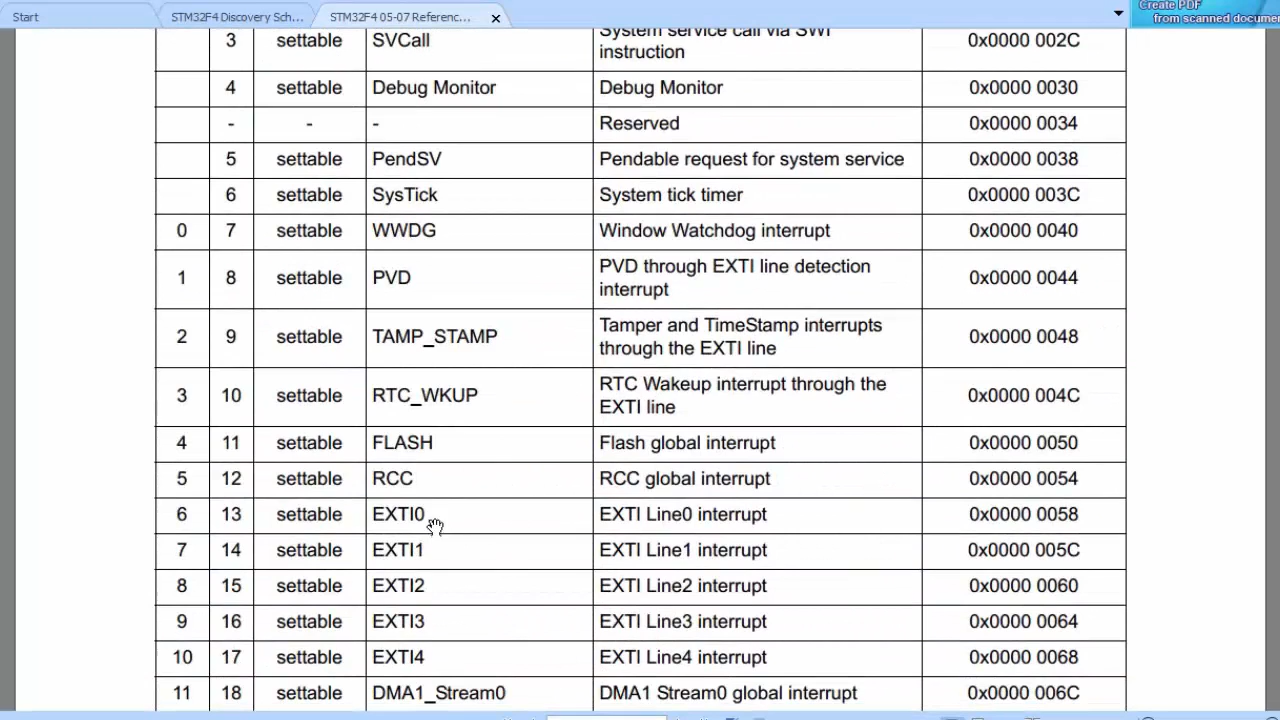 Start STM32F4 Discovery Sch... STM32F4 05-07 Referenc...
Create PDF
from scanned docume
3 settable SVCall System service call via SWI instruction 0x0000 002C
4 settable Debug Monitor Debug Monitor 0x0000 0030
- - - Reserved 0x0000 0034
5 settable PendSV Pendable request for system service 0x0000 0038
6 settable SysTick System tick timer 0x0000 003C
0 7 settable WWDG Window Watchdog interrupt 0x0000 0040
1 8 settable PVD PVD through EXTI line detection interrupt 0x0000 0044
2 9 settable TAMP_STAMP Tamper and TimeStamp interrupts through the EXTI line 0x0000 0048
3 10 settable RTC_WKUP RTC Wakeup interrupt through the EXTI line 0x0000 004C
4 11 settable FLASH Flash global interrupt 0x0000 0050
5 12 settable RCC RCC global interrupt 0x0000 0054
6 13 settable EXTI0 EXTI Line0 interrupt 0x0000 0058
7 14 settable EXTI1 EXTI Line1 interrupt 0x0000 005C
8 15 settable EXTI2 EXTI Line2 interrupt 0x0000 0060
9 16 settable EXTI3 EXTI Line3 interrupt 0x0000 0064
10 17 settable EXTI4 EXTI Line4 interrupt 0x0000 0068
11 18 settable DMA1_Stream0 DMA1 Stream0 global interrupt 0x0000 006C